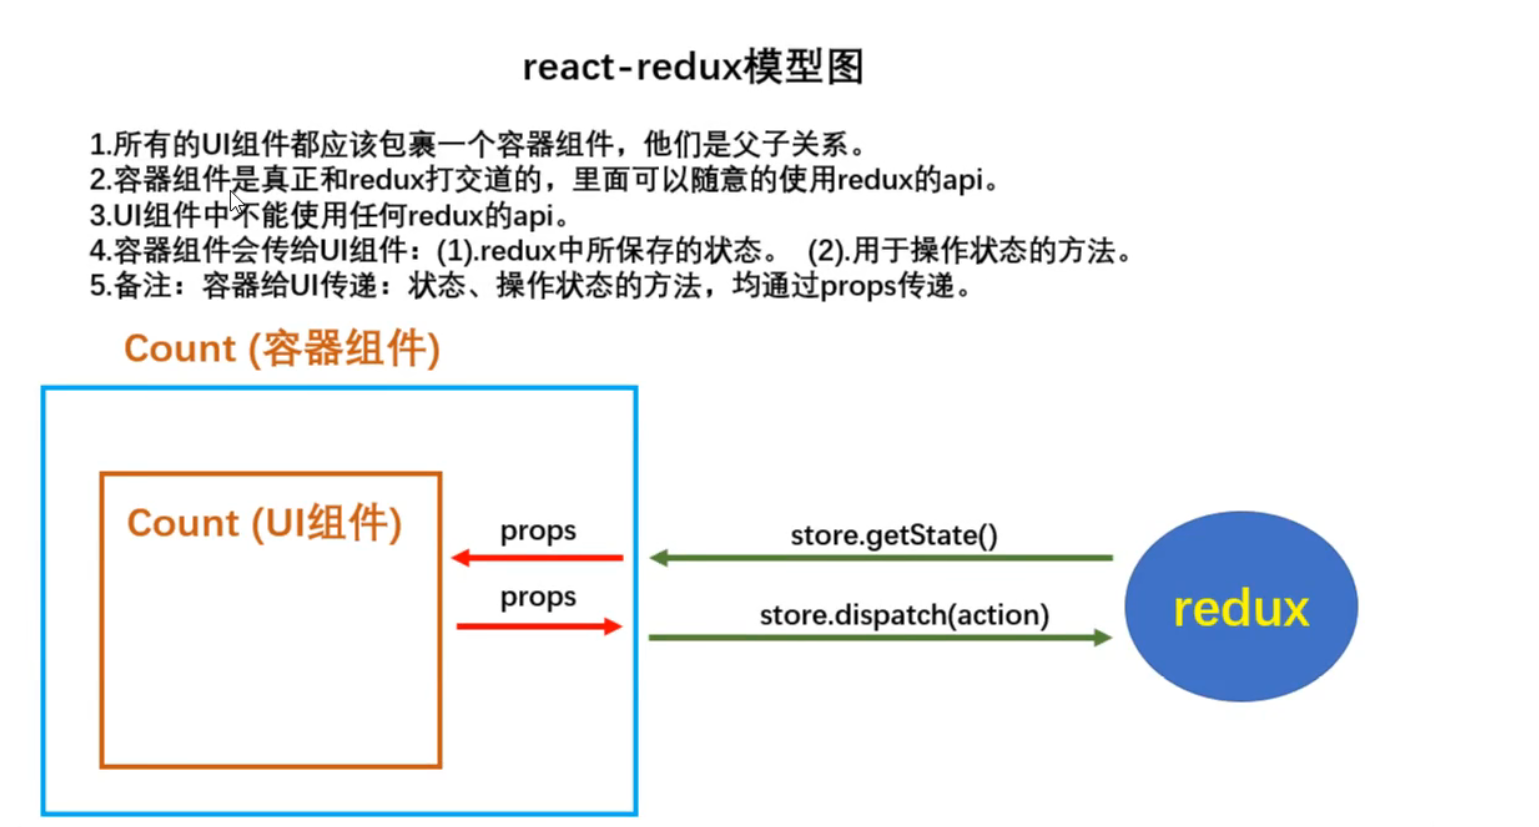 react-redux模型图
1.所有的UI组件都应该包裹一个容器组件，他们是父子关系。
2.容器组件是真正和redux打交道的，里面可以随意的使用redux的api。
3.UI组件中不能使用任何redux的api。
4.容器组件会传给UI组件：(1).redux中所保存的状态。 (2).用于操作状态的方法。
5.备注：容器给UI传递：状态、操作状态的方法，均通过props传递。
Count (容器组件)
Count (UI组件)
props
store.getState()
props
store.dispatch(action)
redux